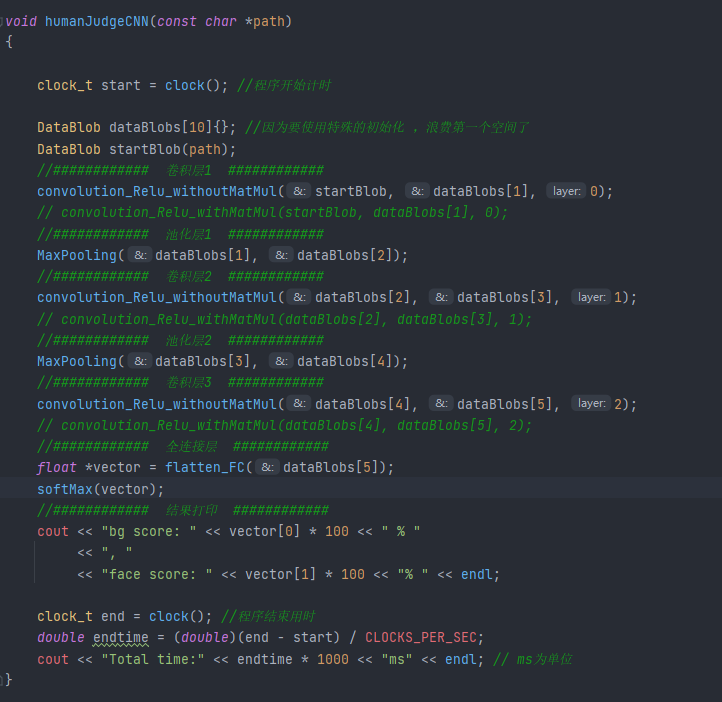 void humanJudgeCNN(const char *path)
{
clock_t start = clock(); //程序开始计时
DataBlob dataBlobs[10]{}; //因为要使用特殊的初始化 ，浪费第一个空间了
DataBlob startBlob(path);
//############ 卷积层1 ############
convolution_Relu_withoutMatMul( &: startBlob, &: dataBlobs[1], layer: 0);
// convolution_Relu_withMatMul(startBlob, dataBlobs[1], 0);
//############ 池化层1 ############
MaxPooling( &: dataBlobs[1], &: dataBlobs[2]);
//############ 卷积层2 ############
convolution_Relu_withoutMatMul( &: dataBlobs[2], &: dataBlobs[3], layer: 1);
// convolution_Relu_withMatMul(dataBlobs[2], dataBlobs[3], 1);
//############ 池化层2 ############
MaxPooling( &: dataBlobs[3], &: dataBlobs[4]);
//############ 卷积层3 ############
convolution_Relu_withoutMatMul( &: dataBlobs[4], &: dataBlobs[5], layer: 2);
// convolution_Relu_withMatMul(dataBlobs[4], dataBlobs[5], 2);
//############ 全连接层 ############
float *vector = flatten_FC( &: dataBlobs[5]);
softMax(vector);
//############ 结果打印 ############
cout << "bg score: " << vector[0] * 100 << " % "
<< ", "
<< "face score: " << vector[1] * 100 << "% " << endl;
clock_t end = clock(); //程序结束用时
double endtime = (double)(end - start) / CLOCKS_PER_SEC;
cout << "Total time:" << endtime * 1000 << "ms" << endl; // ms为单位
}